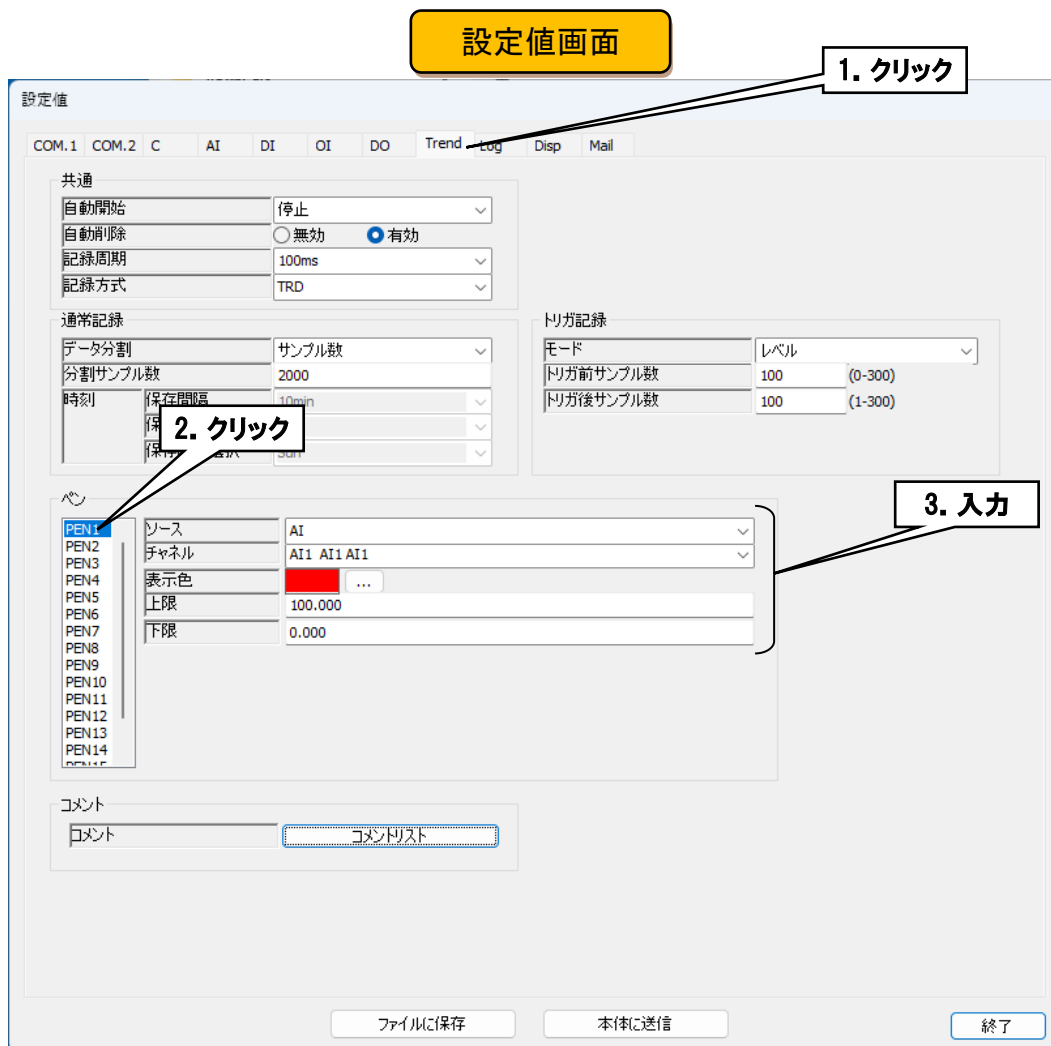 設定値画面
1. クリック
設定値
COM.1 COM.2 C AI DI OI DO Trend Log Disp Mail
共通
自動開始 停止
自動削除 無効 有効
記録周期 100ms
記録方式 TRD
通常記録
データ分割 サンプル数
分割サンプル数 2000
時刻 保存間隔 10min
2. クリック
トリガ記録
モード レベル
トリガ前サンプル数 100 (0-300)
トリガ後サンプル数 100 (1-300)
ペン
3. 入力
PEN1
PEN2
PEN3
PEN4
PEN5
PEN6
PEN7
PEN8
PEN9
PEN10
PEN11
PEN12
PEN13
PEN14
PEN15
ソース AI
チャネル AI1 AI1 AI1
表示色 ...
上限 100.000
下限 0.000
コメント
コメント コメントリスト
ファイルに保存 本体に送信 終了